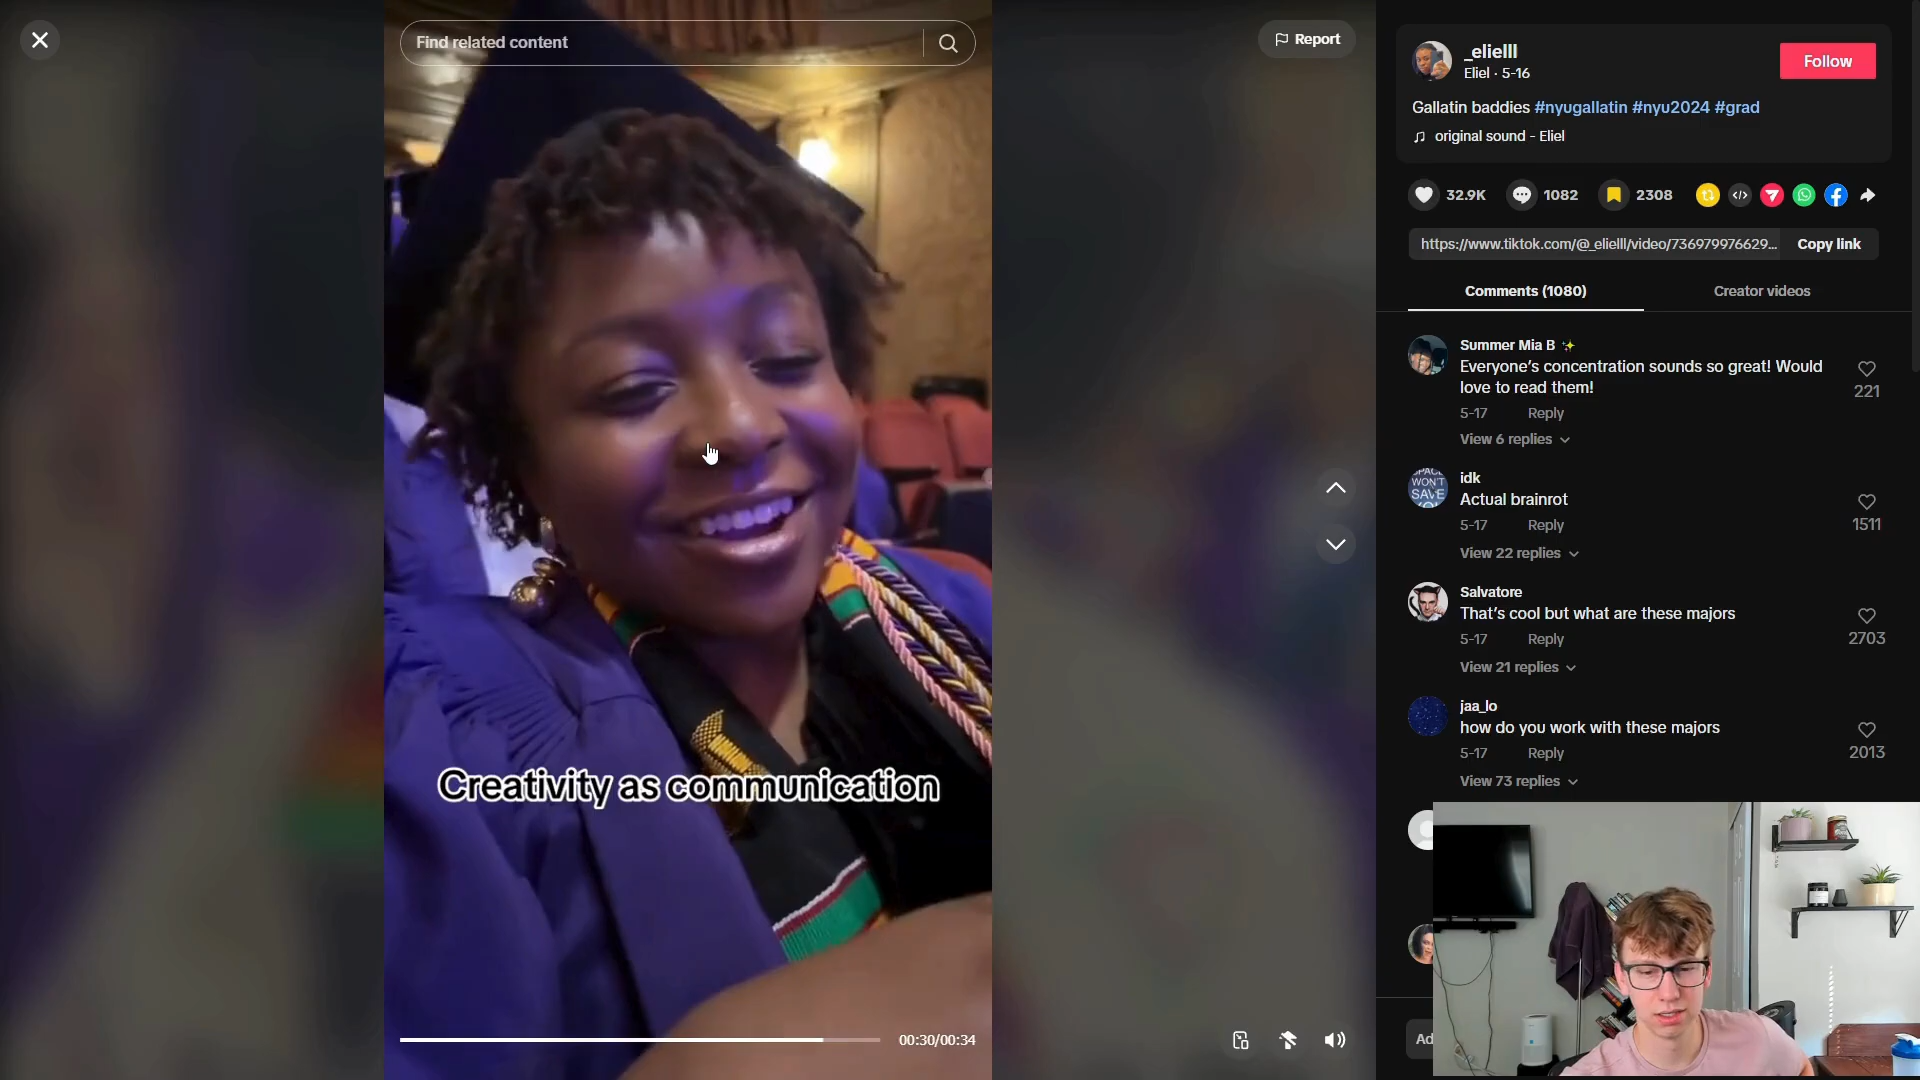 Find related content
Report
_elielll
Eliel · 5-16
Follow
Gallatin baddies #nyugallatin #nyu2024 #grad
original sound - Eliel
32.9K
1082
2308
https://www.tiktok.com/@_elielll/video/736979976629...
Copy link
Comments (1080)
Creator videos
Summer Mia B ✨
Everyone's concentration sounds so great! Would
love to read them!
221
5-17 Reply
View 6 replies
idk
Actual brainrot
1511
5-17 Reply
View 22 replies
Salvatore
That's cool but what are these majors
2703
5-17 Reply
View 21 replies
jaa_lo
how do you work with these majors
2013
5-17 Reply
View 73 replies
Creativity as communication
00:30/00:34
Ad